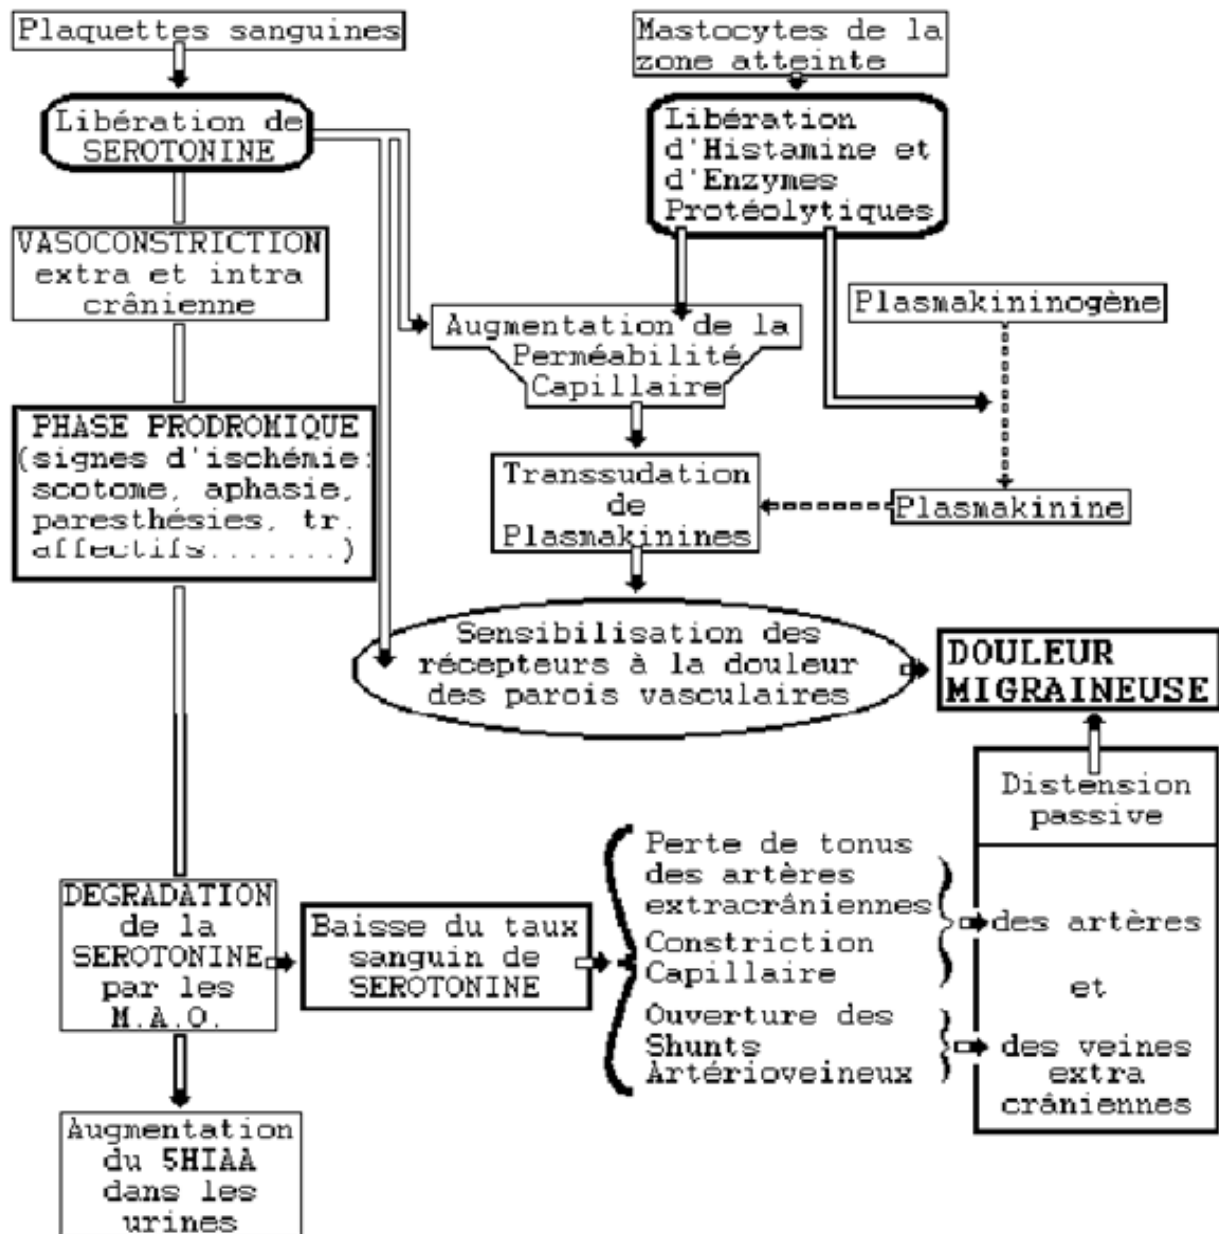 Plaquettes sanguines
Mastocytes de la
zone atteinte
Libération de
SEROTONINE
Libération
d'Histamine et
d'Enzymes
Protéolytiques
VASOCONSTRICTION
extra et intra
crânienne
Plasmakininogène
Augmentation de la
Perméabilité
Capillaire
PHASE PRODROMIQUE
(signes d'ischémie:
scotome, aphasie,
paresthésies, tr.
affectifs.......)
Transsudation
de
Plasmakinines
Plasmakinine
Sensibilisation des
récepteurs à la douleur
des parois vasculaires
DOULEUR
MIGRAINEUSE
Distension
passive
des artères
et
des veines
extra
crâniennes
Perte de tonus
des artères
extracrâniennes
Constriction
Capillaire
Ouverture des
Shunts
Artérioveineux
DEGRADATION
de la
SEROTONINE
par les
M.A.O.
Baisse du taux
sanguin de
SEROTONINE
Augmentation
du 5HIAA
dans les
urines